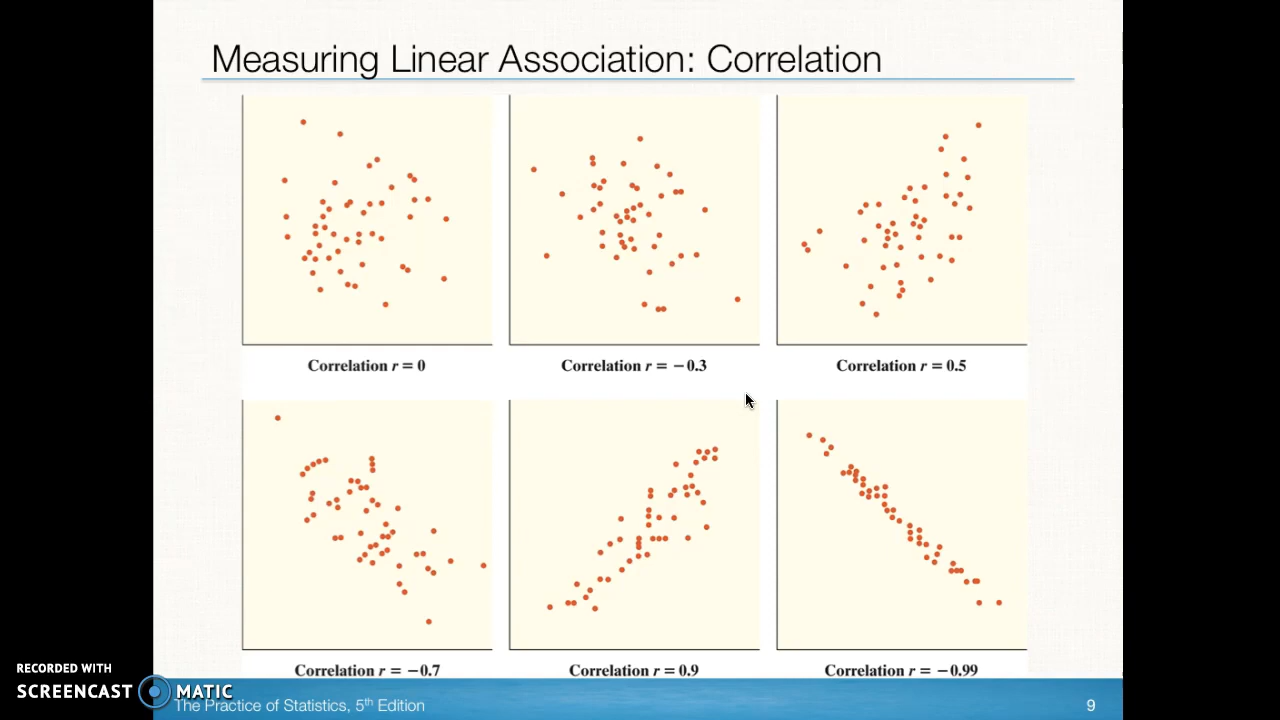 Measuring Linear Association: Correlation
Correlation r = 0
Correlation r = −0.3
Correlation r = 0.5
Correlation r = −0.7
Correlation r = 0.9
Correlation r = −0.99
RECORDED WITH
SCREENCAST MATIC
The Practice of Statistics, 5th Edition
9